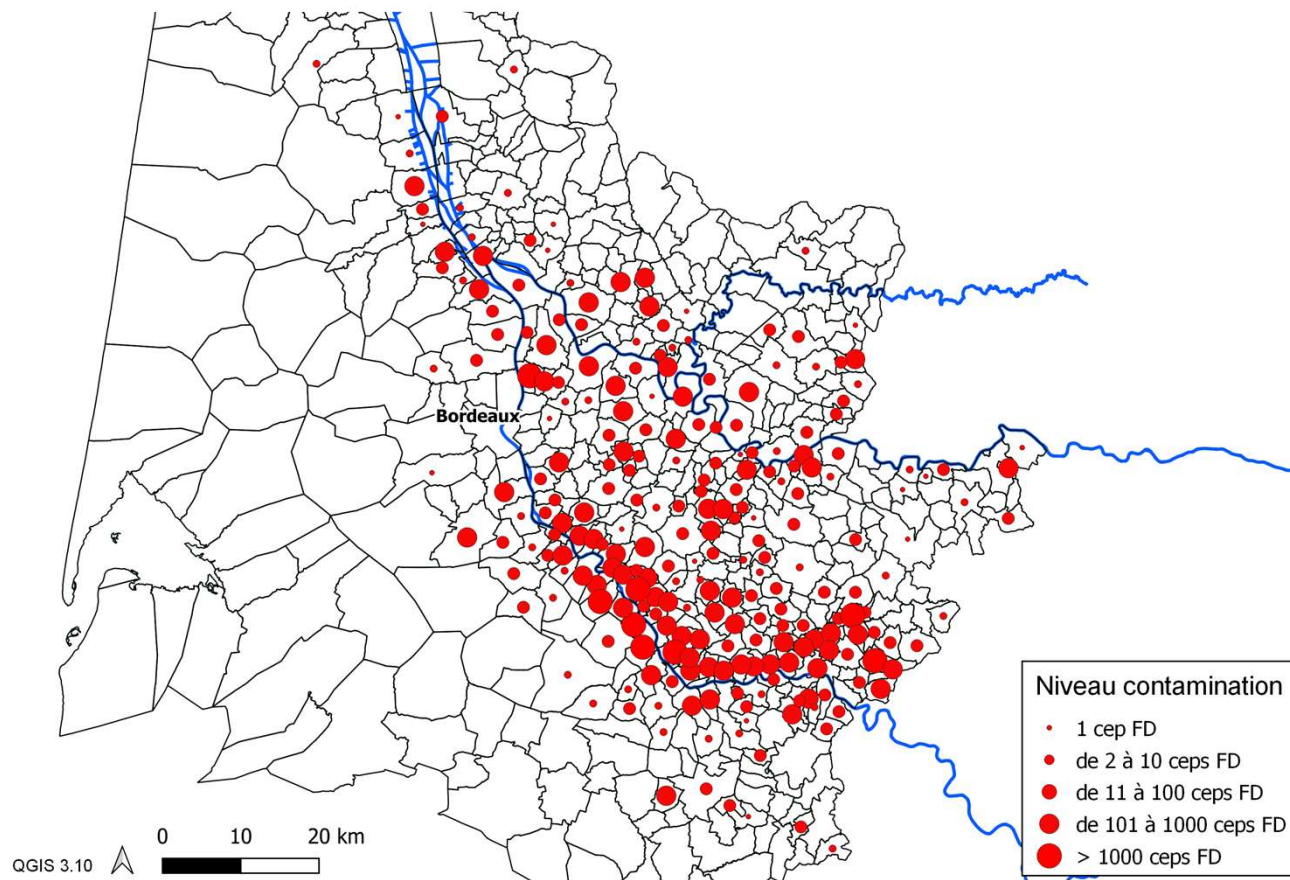 Bordeaux
Niveau contamination
1 cep FD
de 2 à 10 ceps FD
de 11 à 100 ceps FD
de 101 à 1000 ceps FD
> 1000 ceps FD
0 10 20 km
QGIS 3.10